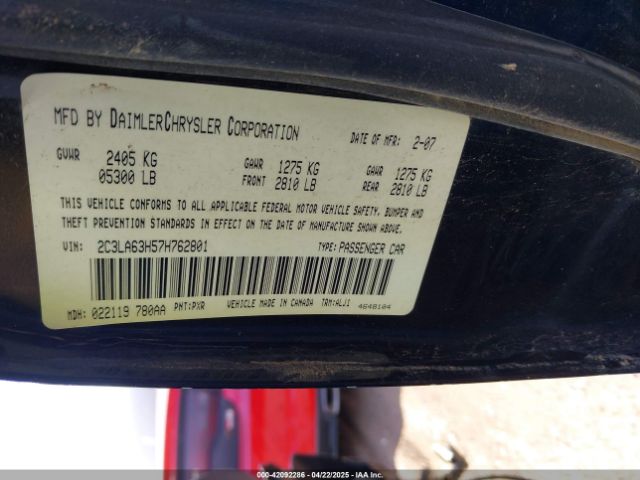 MFD BY DAIMLERCHRYSLER CORPORATION DATE OF MFR: 2-07
GVWR 2405 KG GAWR 1275 KG GAWR 1275 KG
05300 LB FRONT 2810 LB REAR 2810 LB
THIS VEHICLE CONFORMS TO ALL APPLICABLE FEDERAL MOTOR VEHICLE SAFETY, BUMPER AND
THEFT PREVENTION STANDARDS IN EFFECT ON THE DATE OF MANUFACTURE SHOWN ABOVE.
VIN: 2C3LA63H57H762801 TYPE: PASSENGER CAR
MDH: 022119 780AA PNT:PXR VEHICLE MADE IN CANADA TRM:ALJ1 4648104
000-42092286 - 04/22/2025 - IAAI.com